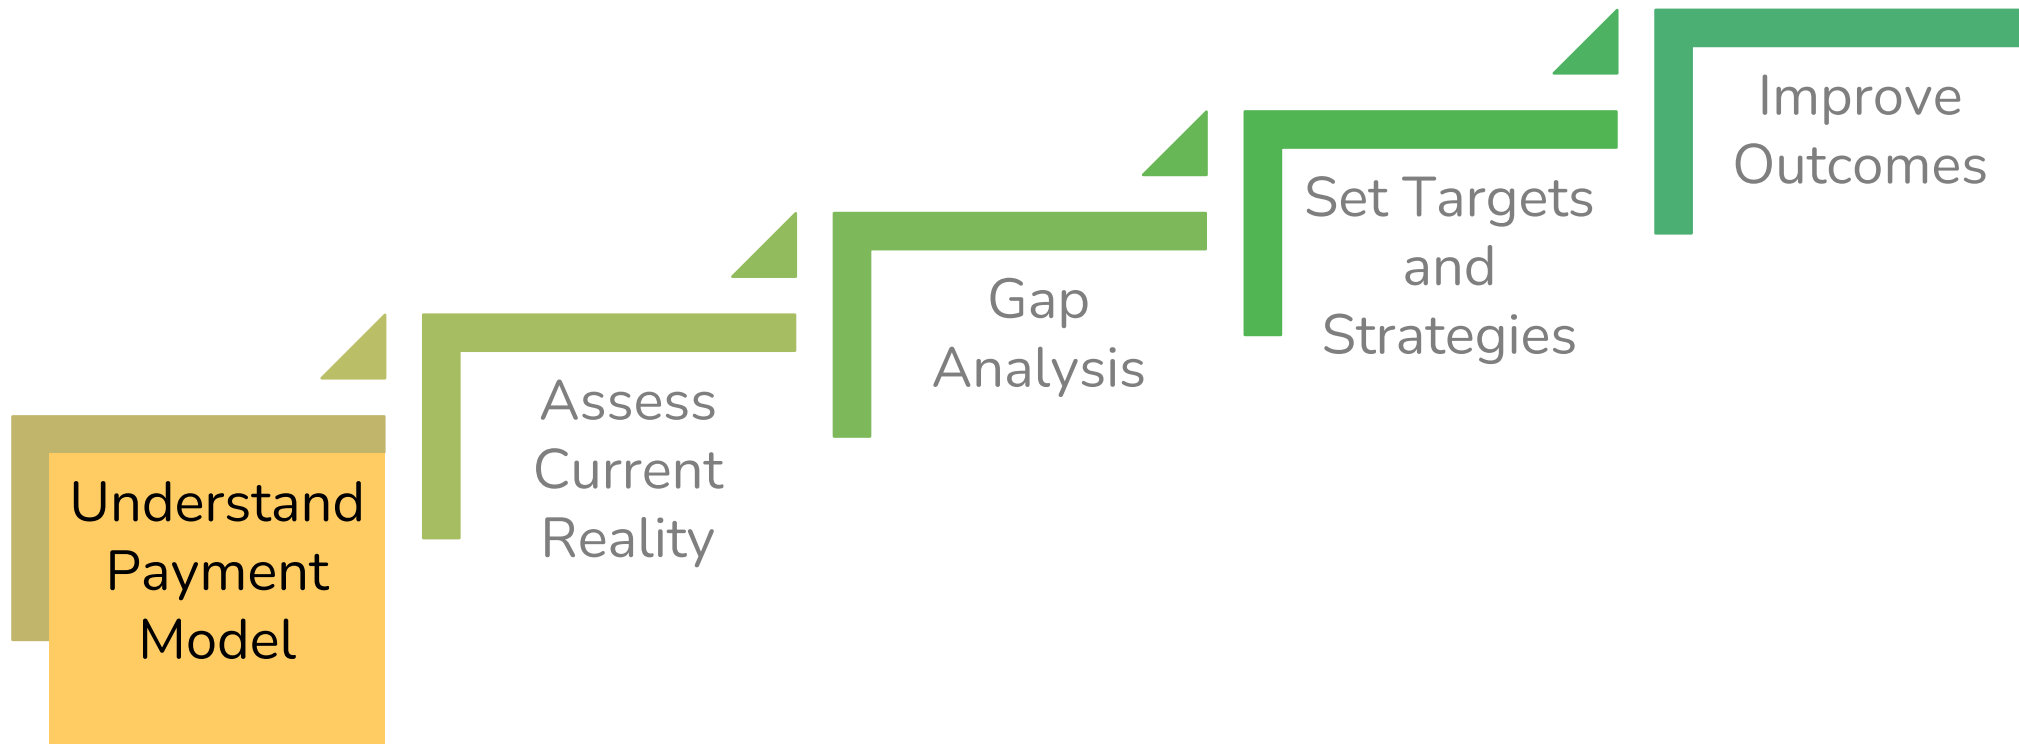 Understand
Payment
Model
Assess
Current
Reality
Gap
Analysis
Set Targets
and
Strategies
Improve
Outcomes